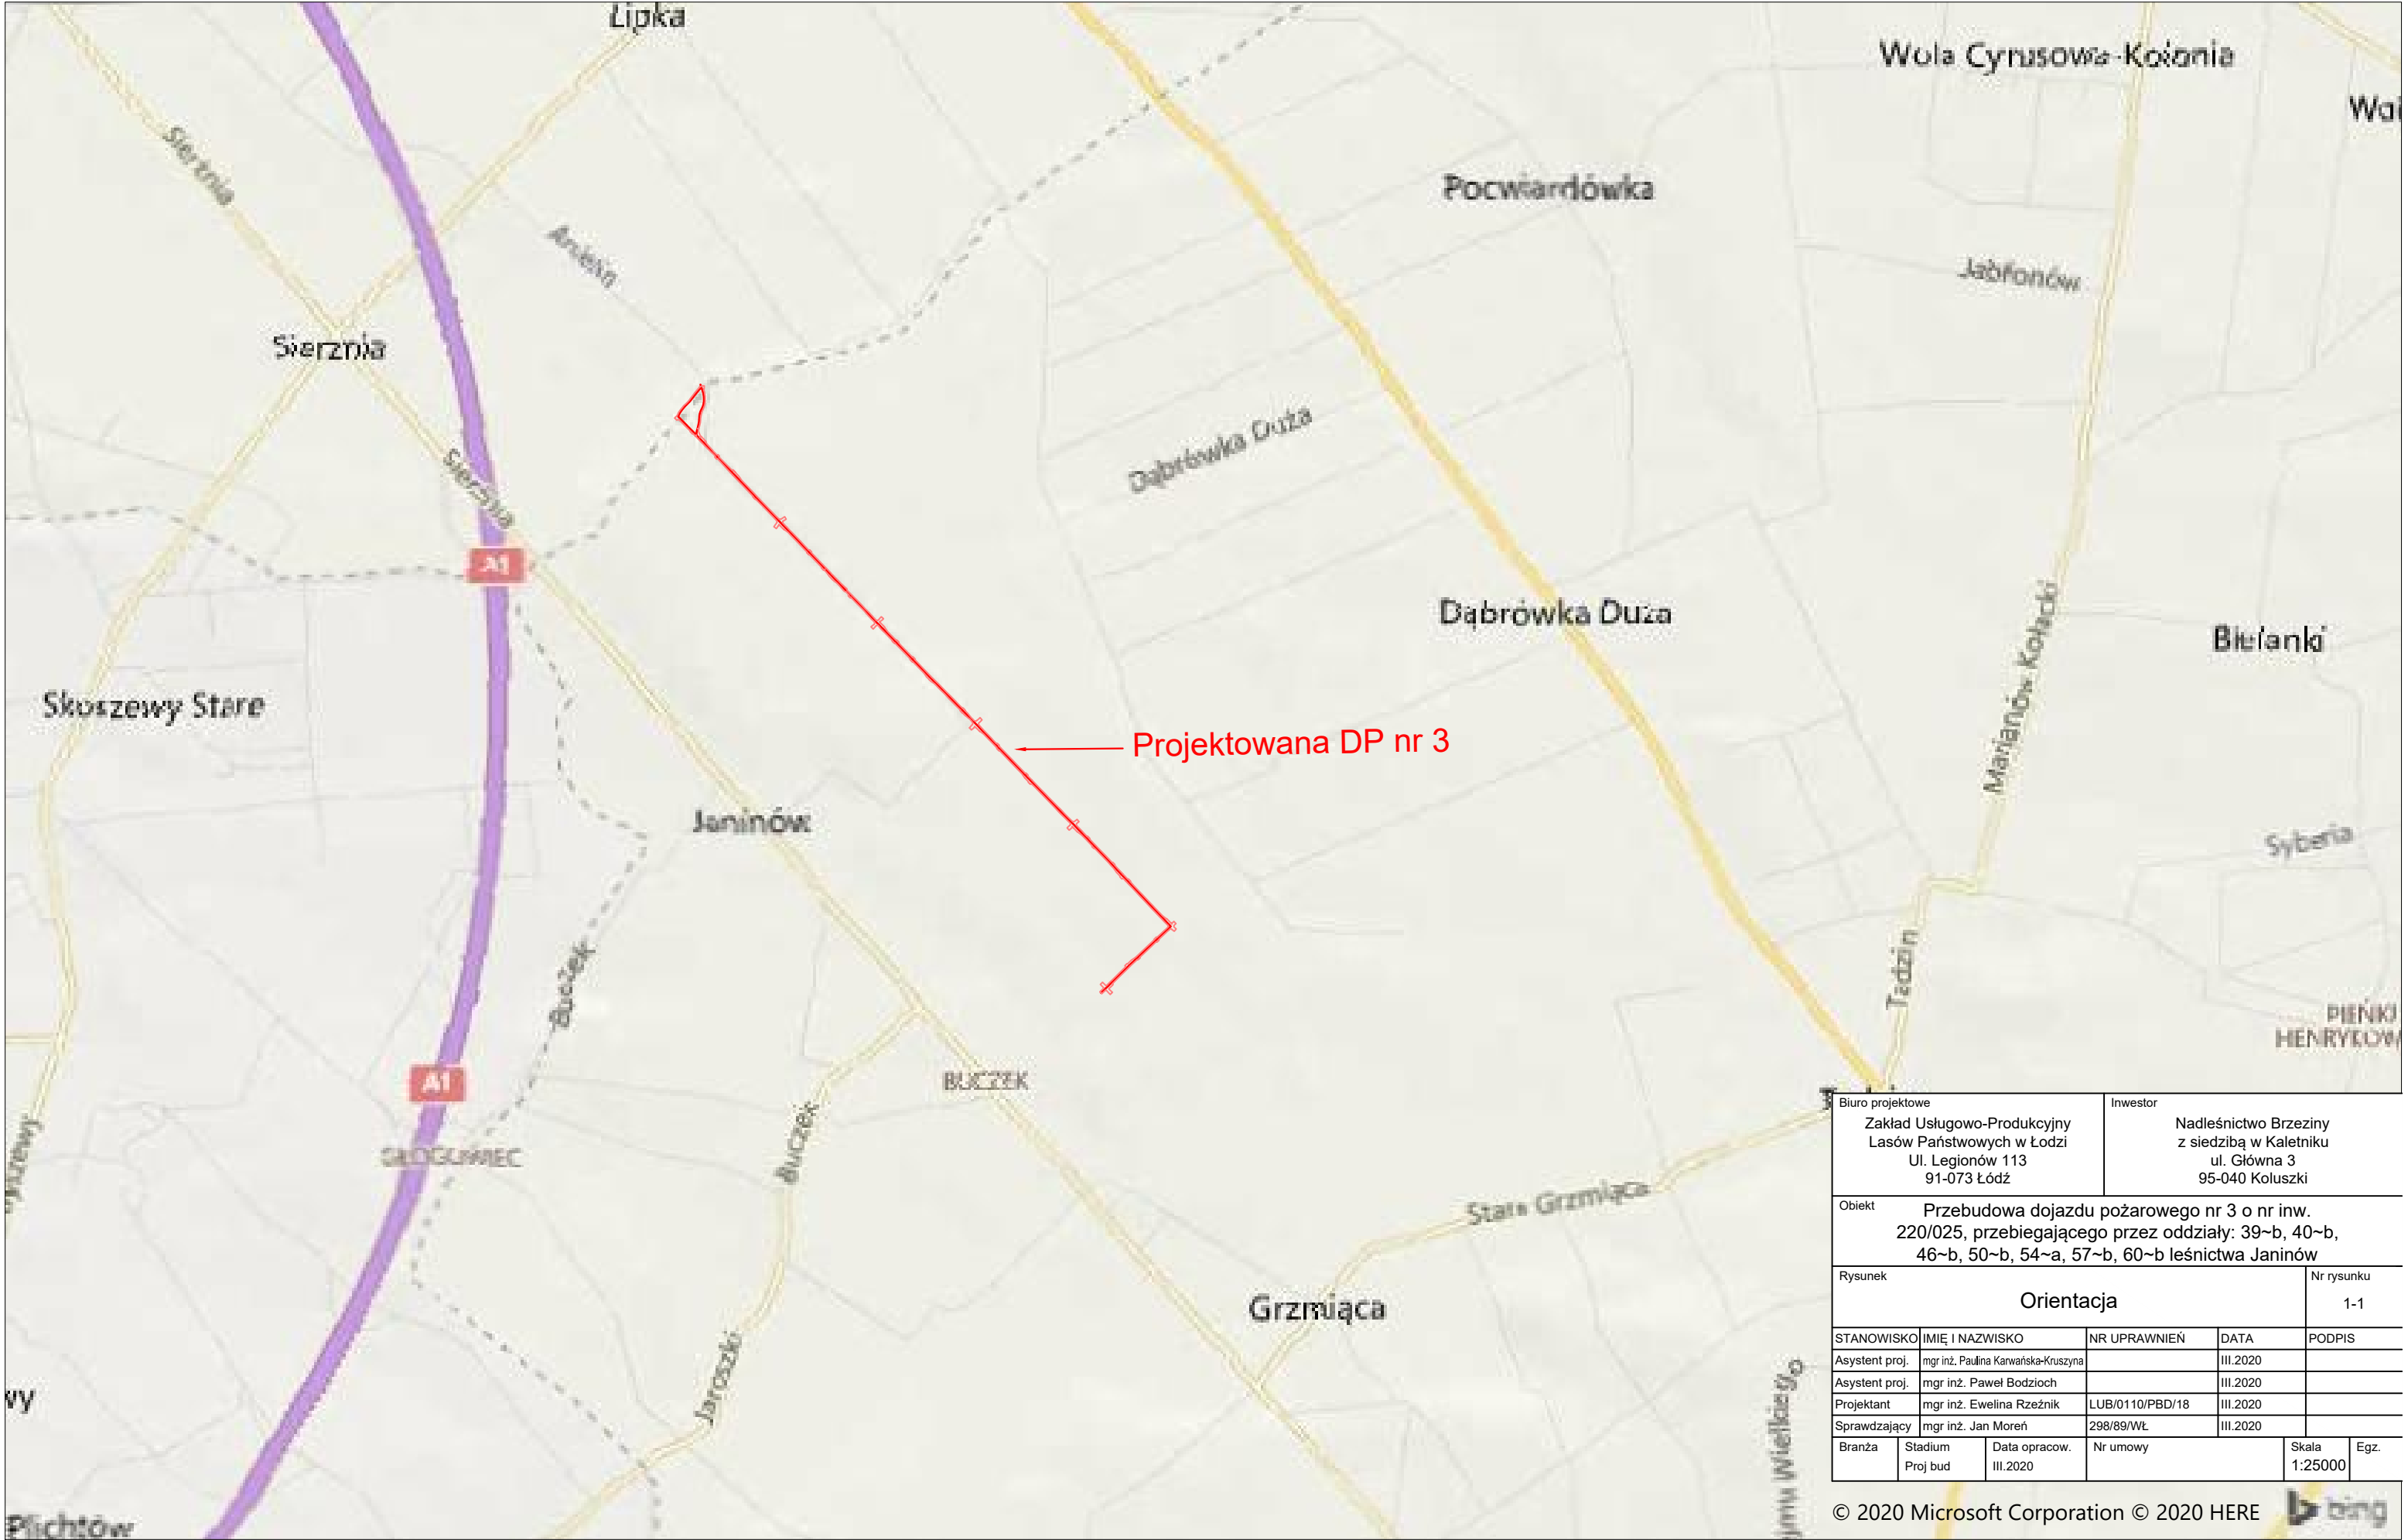 Lipka
Wola Cyrusowa-Kolonia
Sierznia
Pocwiardówka
Anielin
Jabłonów
Sierznia
Dąbrówka Duża
Sierznia
A1
Dąbrówka Duża
Bielanki
Marianów Kołacki
Skoszewy Stare
Projektowana DP nr 3
Janinów
Syberia
Buczek
Tadzin
PIEŃKI
BUCZEK
A1
Buczek
GŁOGOWIEC
Stare Grzmiąca
Grzmiąca
Jaroszki
Plichtów
Biuro projektowe
Zakład Usługowo-Produkcyjny
Lasów Państwowych w Łodzi
Ul. Legionów 113
91-073 Łódź
Inwestor
Nadleśnictwo Brzeziny
z siedzibą w Kaletniku
ul. Główna 3
95-040 Koluszki
Obiekt
Przebudowa dojazdu pożarowego nr 3 o nr inw.
220/025, przebiegającego przez oddziały: 39~b, 40~b,
46~b, 50~b, 54~a, 57~b, 60~b leśnictwa Janinów
Rysunek
Orientacja
Nr rysunku
1-1
STANOWISKO IMIĘ I NAZWISKO NR UPRAWNIEŃ DATA PODPIS
Asystent proj. mgr inż. Paulina Karwańska-Kruszyna III.2020
Asystent proj. mgr inż. Paweł Bodzioch III.2020
Projektant mgr inż. Ewelina Rzeźnik LUB/0110/PBD/18 III.2020
Sprawdzający mgr inż. Jan Moreń 298/89/WŁ III.2020
Branża Stadium Data opracow. Nr umowy Skala Egz.
Proj bud III.2020 1:25000
© 2020 Microsoft Corporation © 2020 HERE bing